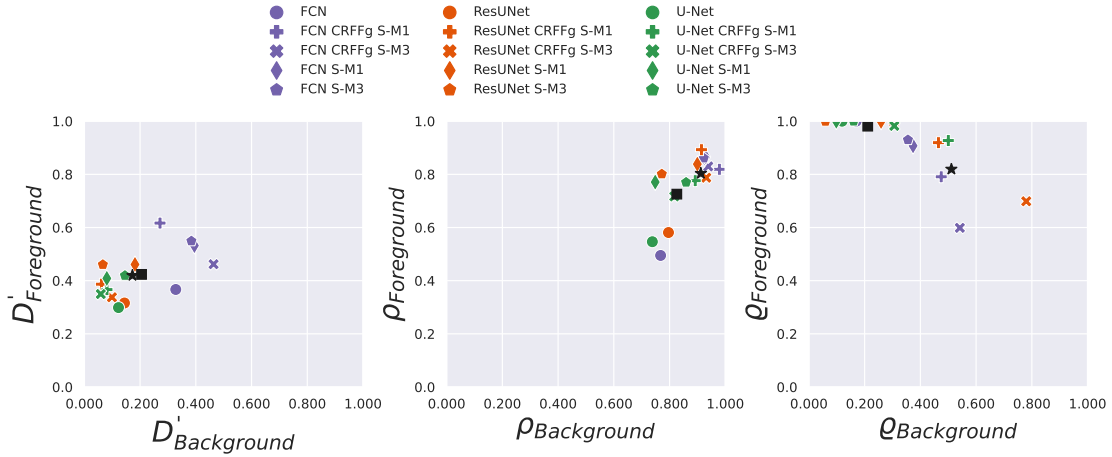 FCN ResUNet U-Net
FCN CRFFg S-M1 ResUNet CRFFg S-M1 U-Net CRFFg S-M1
FCN CRFFg S-M3 ResUNet CRFFg S-M3 U-Net CRFFg S-M3
FCN S-M1 ResUNet S-M1 U-Net S-M1
FCN S-M3 ResUNet S-M3 U-Net S-M3
D'Foreground
1.0
0.8
0.6
0.4
0.2
0.0
0.000 0.200 0.400 0.600 0.800 1.000
D'Background
ρForeground
1.0
0.8
0.6
0.4
0.2
0.0
0.000 0.200 0.400 0.600 0.800 1.000
ρBackground
ϱForeground
1.0
0.8
0.6
0.4
0.2
0.0
0.000 0.200 0.400 0.600 0.800 1.000
ϱBackground